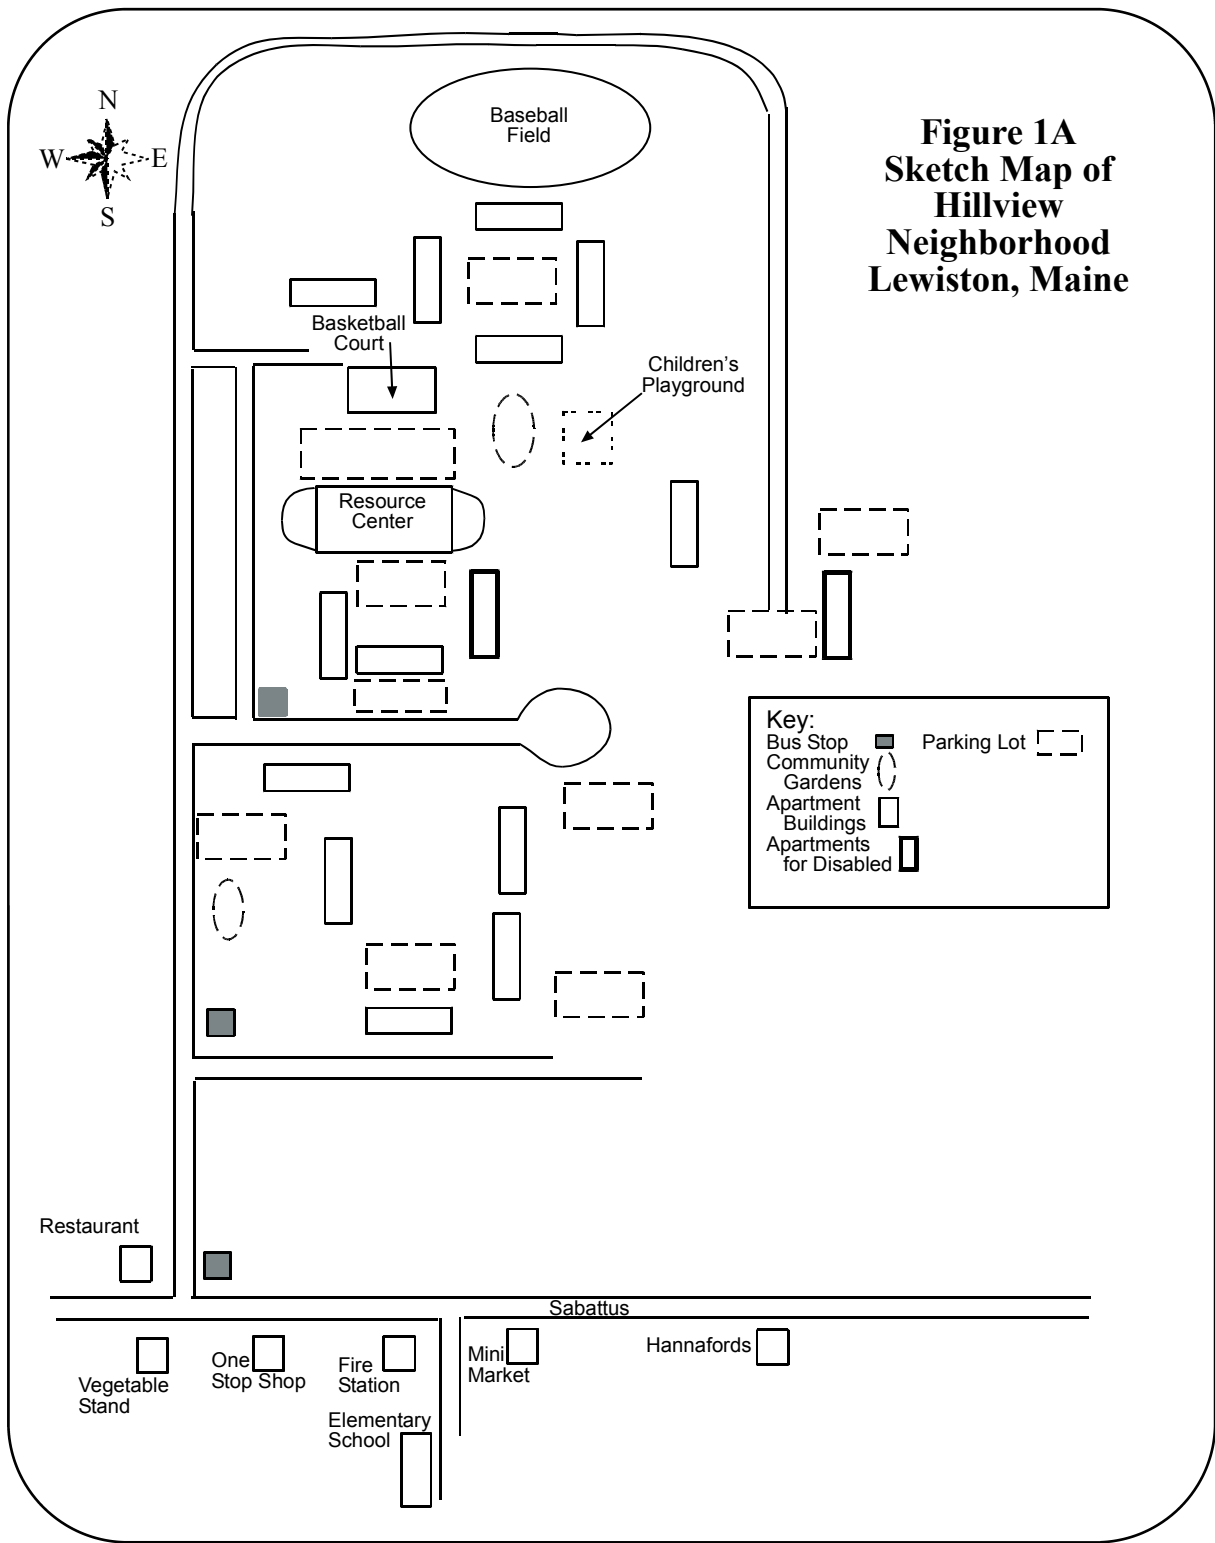 N
W
E
S
Figure 1A
Sketch Map of
Hillview
Neighborhood
Lewiston, Maine
Baseball
Field
Basketball
Court
Children’s
Playground
Resource
Center
Key:
Bus Stop
Parking Lot
Community
Gardens
Apartment
Buildings
Apartments
for Disabled
Restaurant
Sabattus
Vegetable
Stand
One
Stop Shop
Fire
Station
Elementary
School
Mini
Market
Hannafords